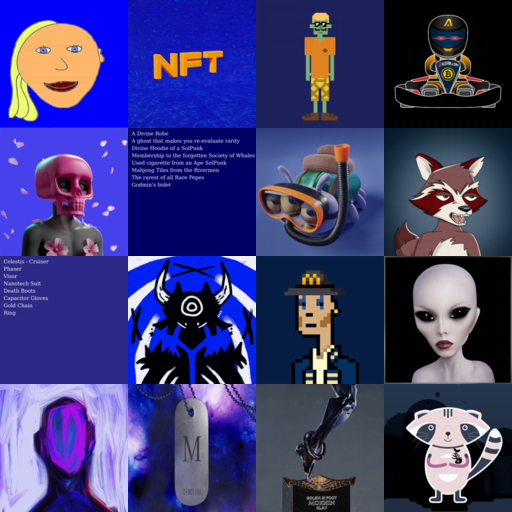 NFT
A Divine Robe
A ghost that makes you re-evaluate rarity
Divine Hoodie of a SolPunk
Membership to the forgotten Society of Whales
Used cigarette from an Ape SolPunk
Mahjong Tiles from the Rivermen
The rarest of all Rare Pepes
Godmin's bidet
Celestia - Cruiser
Phaser
Visor
Nanotech Suit
Death Boots
Capacitor Gloves
Gold Chain
Ring
M